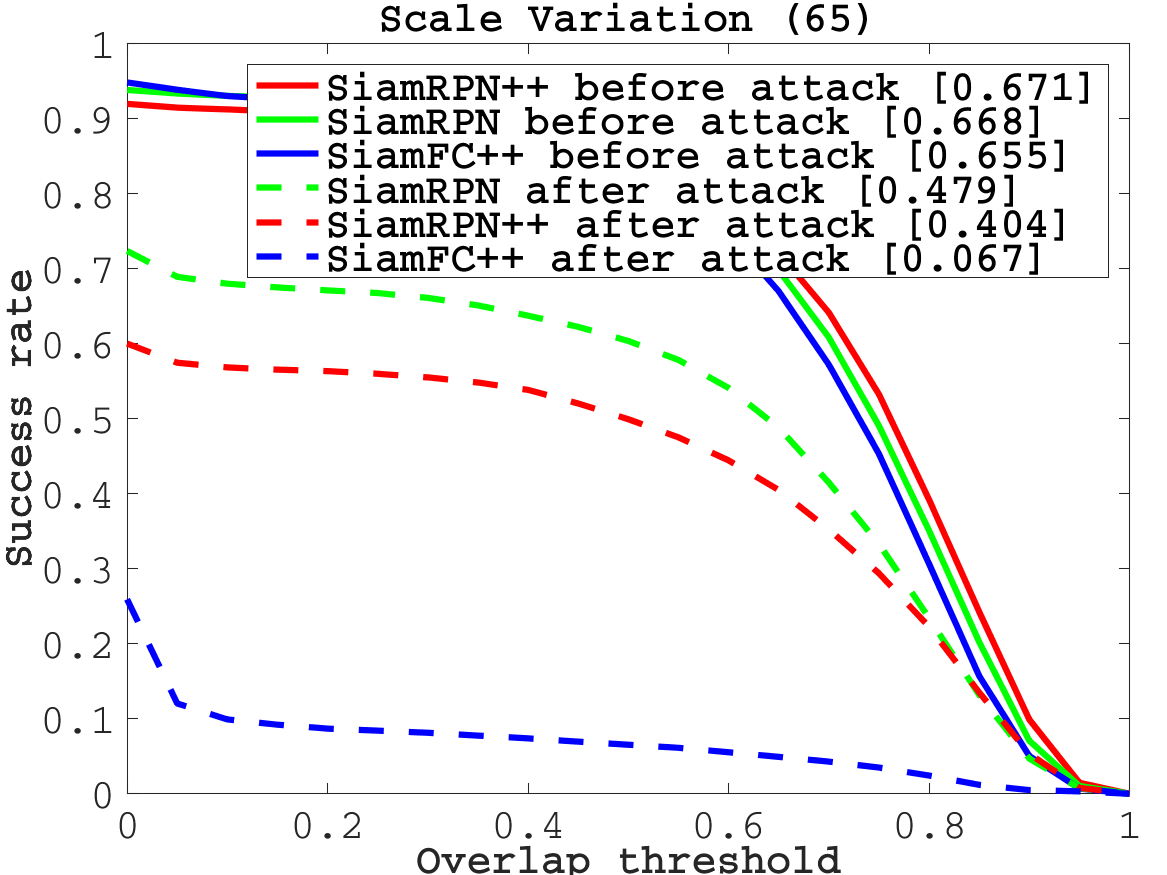 Scale Variation (65)
1
0.9
0.8
0.7
0.6
0.5
0.4
0.3
0.2
0.1
0
Success rate
SiamRPN++ before attack [0.671]
SiamRPN before attack [0.668]
SiamFC++ before attack [0.655]
SiamRPN after attack [0.479]
SiamRPN++ after attack [0.404]
SiamFC++ after attack [0.067]
0 0.2 0.4 0.6 0.8 1
Overlap threshold